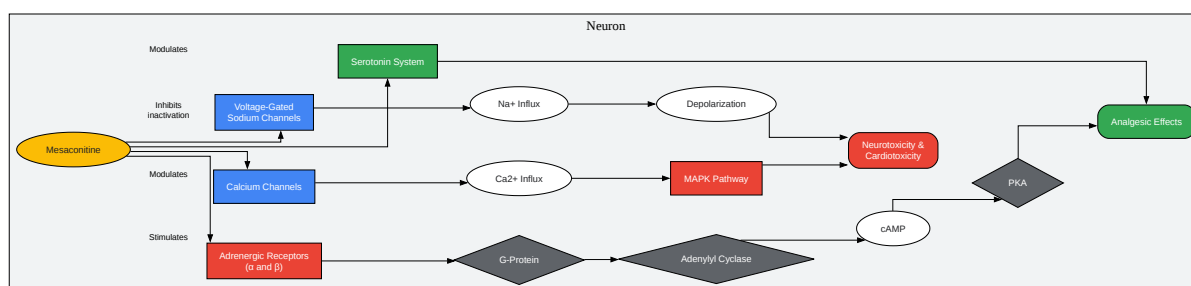 Neuron
Modulates
Serotonin System
Inhibits
inactivation
Voltage-Gated
Sodium Channels
Na+ Influx
Depolarization
Analgesic Effects
Mesaconitine
Neurotoxicity &
Cardiotoxicity
Modulates
Calcium Channels
Ca2+ Influx
MAPK Pathway
PKA
cAMP
Stimulates
Adrenergic Receptors
(α and β)
G-Protein
Adenylyl Cyclase